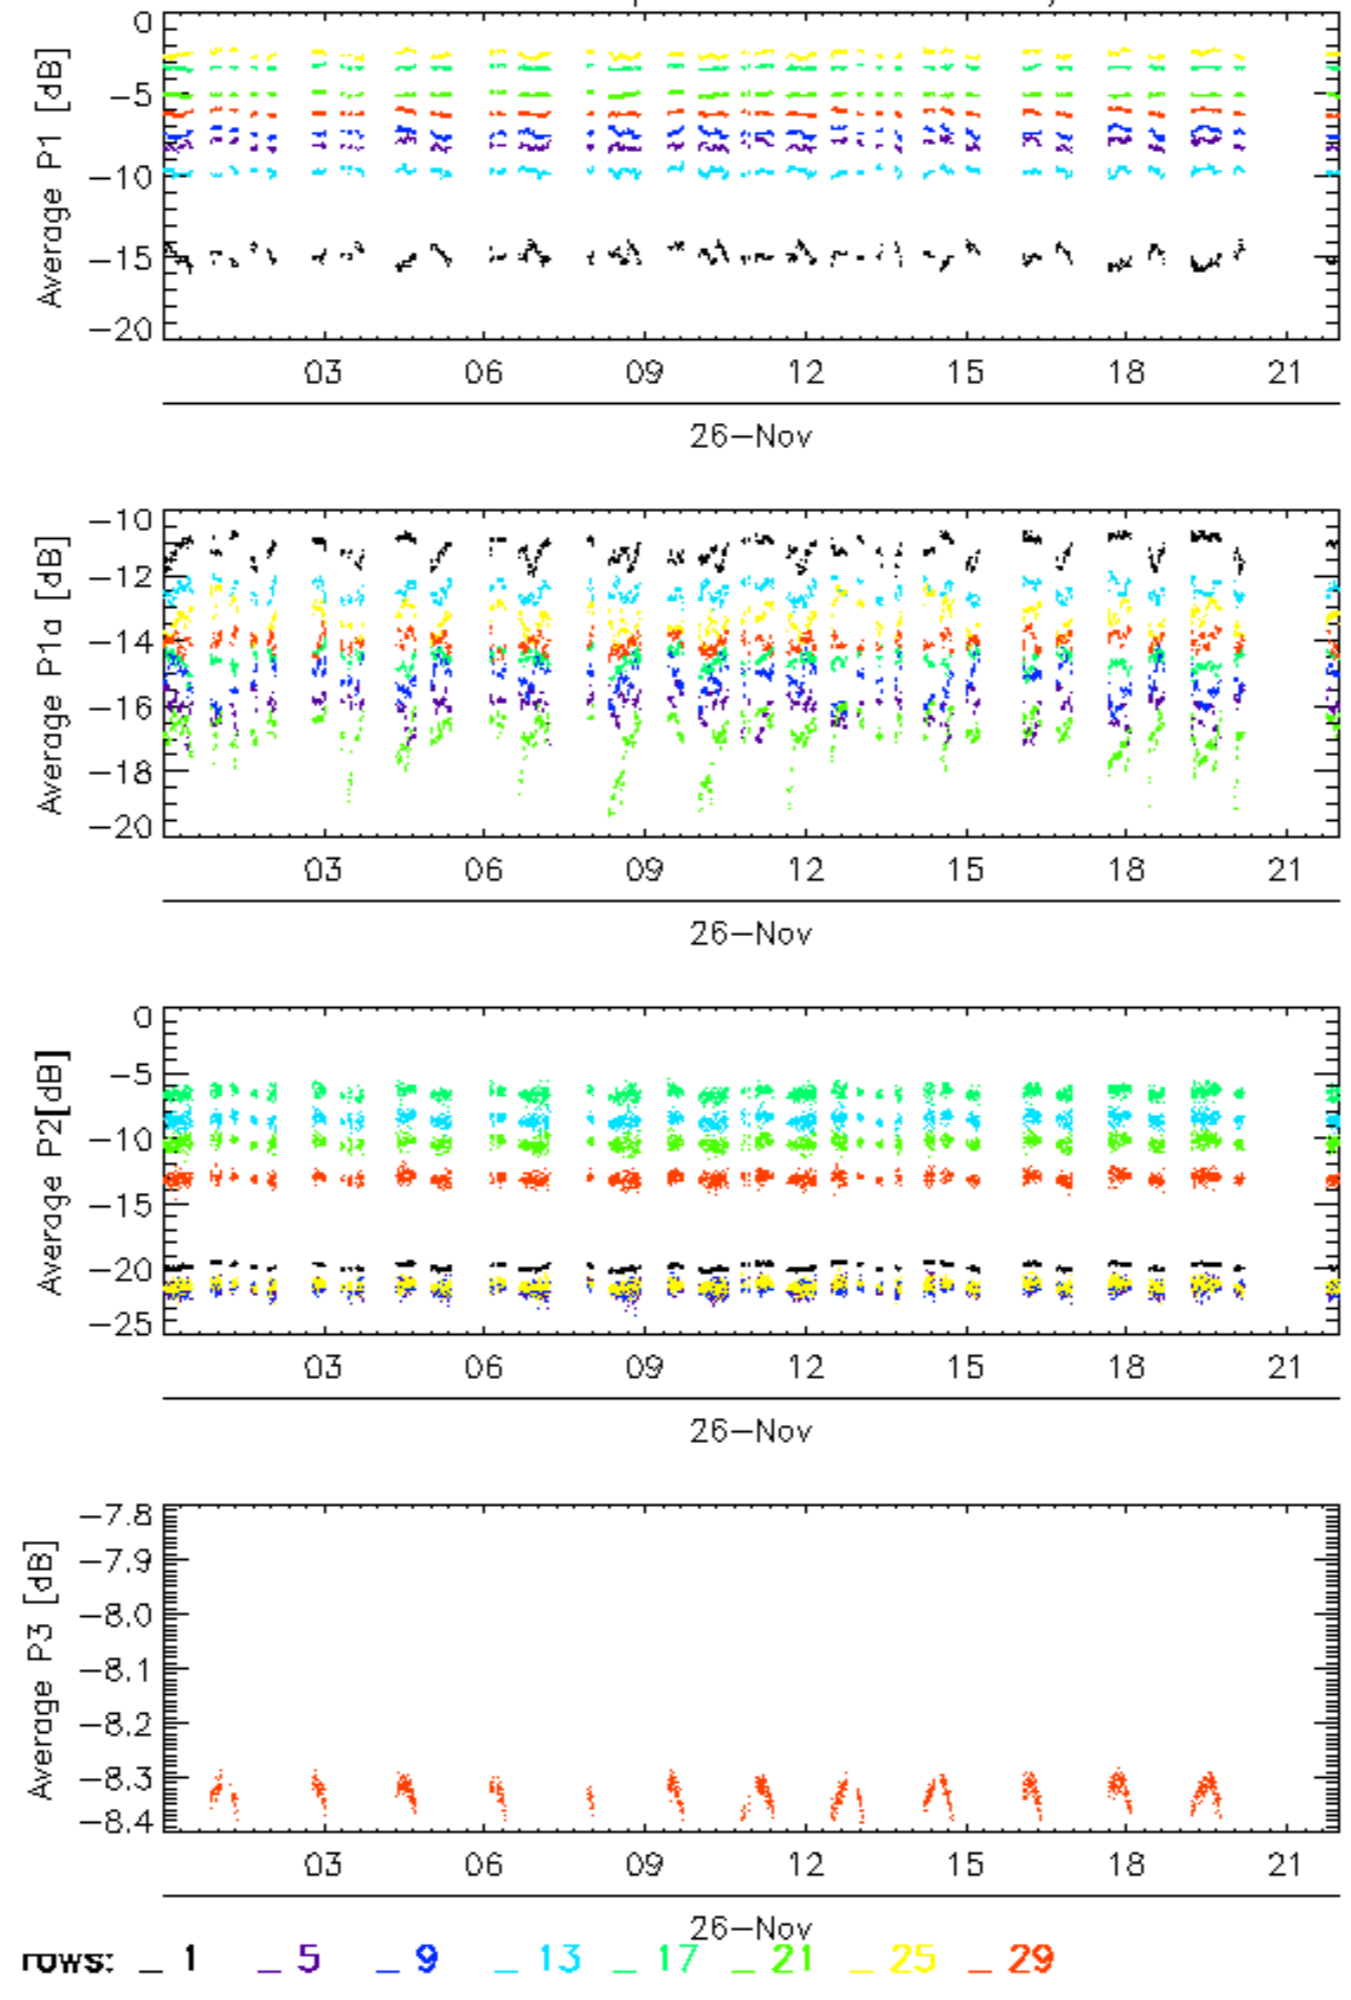 0
−5
−10
−15
−20
Average P1 [dB]
03 06 09 12 15 18 21
26−Nov
−10
−12
−14
−16
−18
−20
Average P1a [dB]
03 06 09 12 15 18 21
26−Nov
0
−5
−10
−15
−20
−25
Average P2[dB]
03 06 09 12 15 18 21
26−Nov
−7.8
−7.9
−8.0
−8.1
−8.2
−8.3
−8.4
Average P3 [dB]
03 06 09 12 15 18 21
26−Nov
rows: _ 1 _ 5 _ 9 _ 13 _ 17 _ 21 _ 25 _ 29